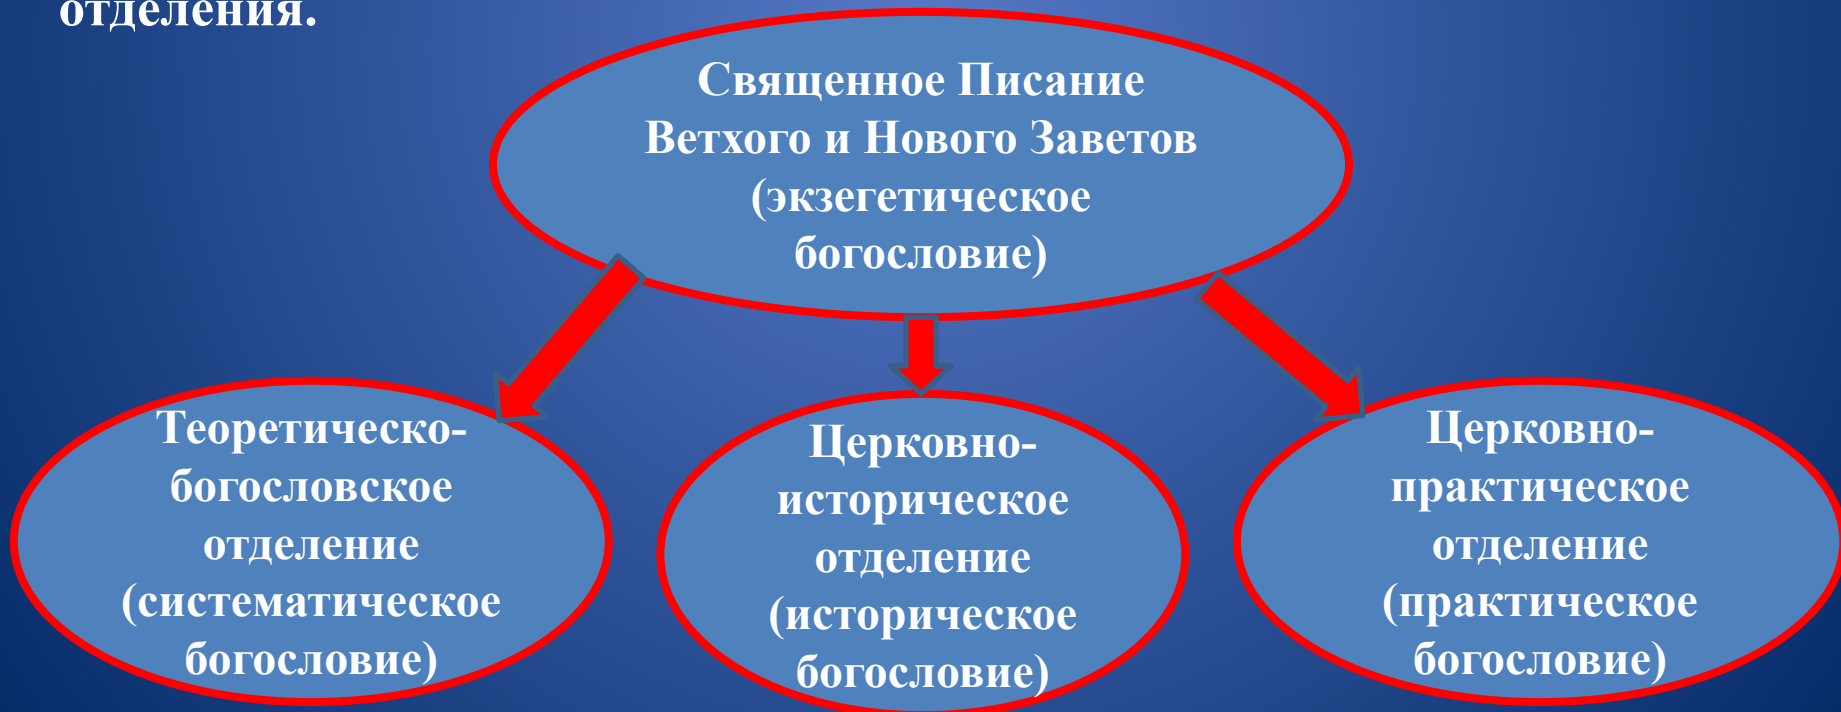 отделения.
Священное Писание
Ветхого и Нового Заветов
(экзегетическое
богословие)
Теоретическо-
богословское
отделение
(систематическое
богословие)
Церковно-
историческое
отделение
(историческое
богословие)
Церковно-
практическое
отделение
(практическое
богословие)